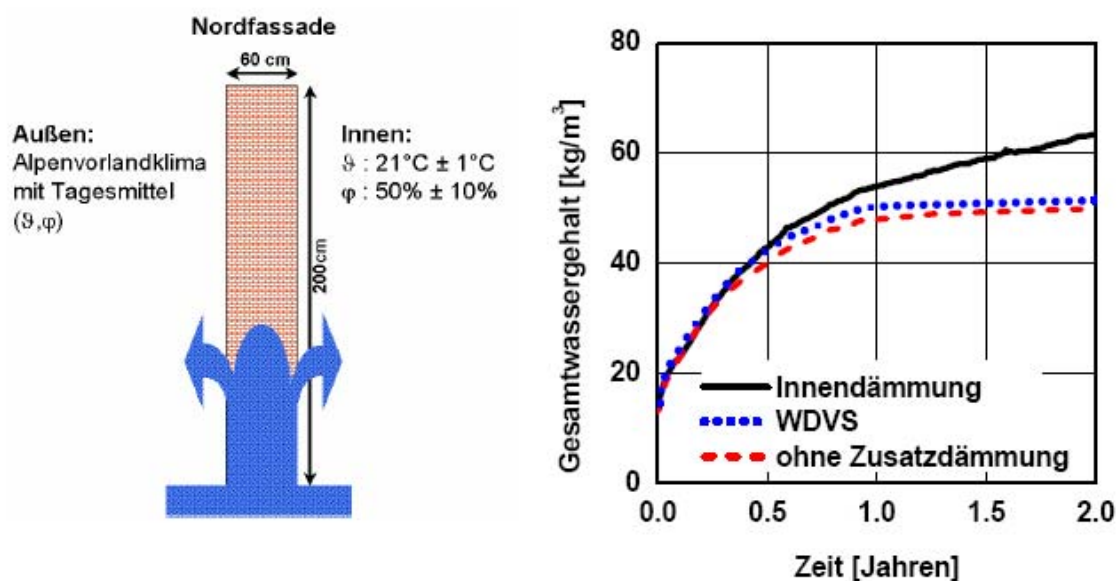 Nordfassade
60 cm
200cm
Außen:
Alpenvorlandklima
mit Tagesmittel
(ϑ,φ)
Innen:
ϑ : 21°C ± 1°C
φ : 50% ± 10%
Gesamtwassergehalt [kg/m³]
80
60
40
20
0
Innendämmung
WDVS
ohne Zusatzdämmung
0.0 0.5 1.0 1.5 2.0
Zeit [Jahren]